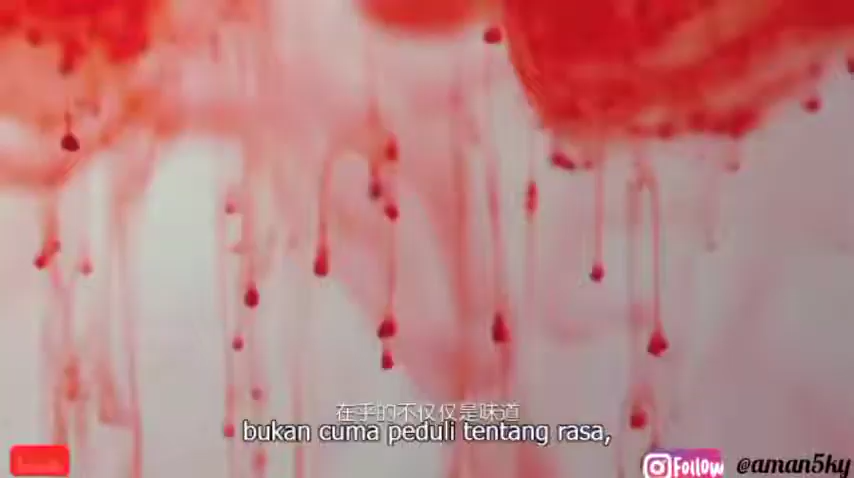 在乎的不仅仅是味道
bukan cuma peduli tentang rasa,
Follow @aman5ky